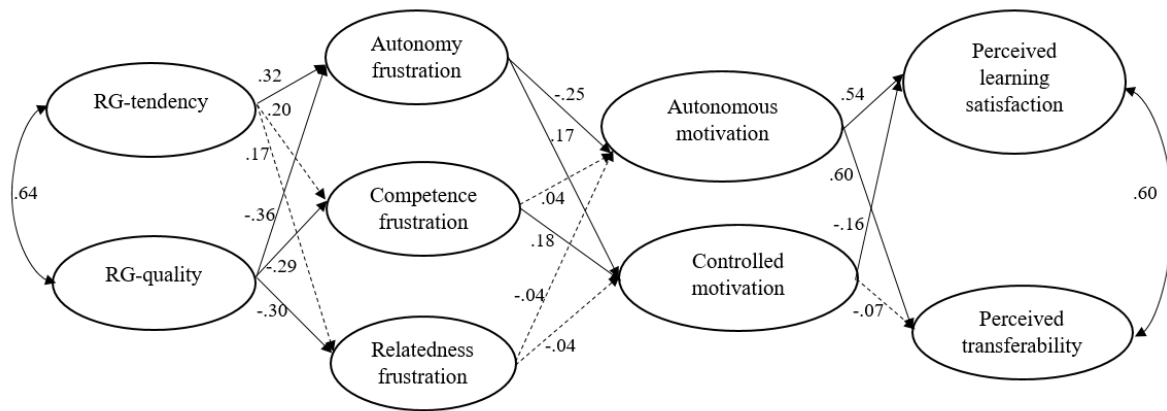 RG-tendency
RG-quality
.64
.32
.20
.17
-.36
-.29
-.30
Autonomy
frustration
Competence
frustration
Relatedness
frustration
-.25
.17
.04
.18
-.04
-.04
Autonomous
motivation
Controlled
motivation
.54
.60
-.16
-.07
Perceived
learning
satisfaction
Perceived
transferability
.60